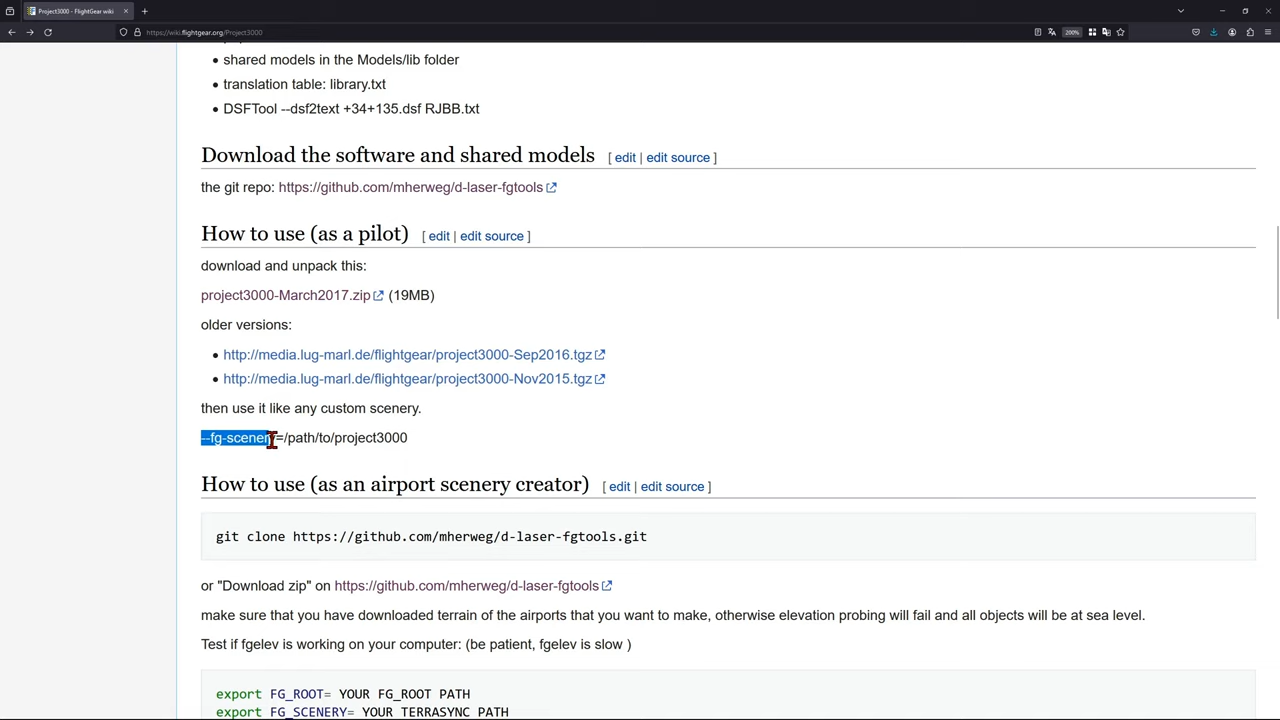 Project3000 - FlightGear wiki
https://wiki.flightgear.org/Project3000
200%
shared models in the Models/lib folder
translation table: library.txt
DSFTool --dsf2text +34+135.dsf RJBB.txt
Download the software and shared models [ edit | edit source ]
the git repo: https://github.com/mherweg/d-laser-fgtools
How to use (as a pilot) [ edit | edit source ]
download and unpack this:
project3000-March2017.zip (19MB)
older versions:
http://media.lug-marl.de/flightgear/project3000-Sep2016.tgz
http://media.lug-marl.de/flightgear/project3000-Nov2015.tgz
then use it like any custom scenery.
--fg-scenery=/path/to/project3000
How to use (as an airport scenery creator) [ edit | edit source ]
git clone https://github.com/mherweg/d-laser-fgtools.git
or "Download zip" on https://github.com/mherweg/d-laser-fgtools
make sure that you have downloaded terrain of the airports that you want to make, otherwise elevation probing will fail and all objects will be at sea level.
Test if fgelev is working on your computer: (be patient, fgelev is slow )
export FG_ROOT= YOUR FG_ROOT PATH
export FG_SCENERY= YOUR TERRASYNC PATH